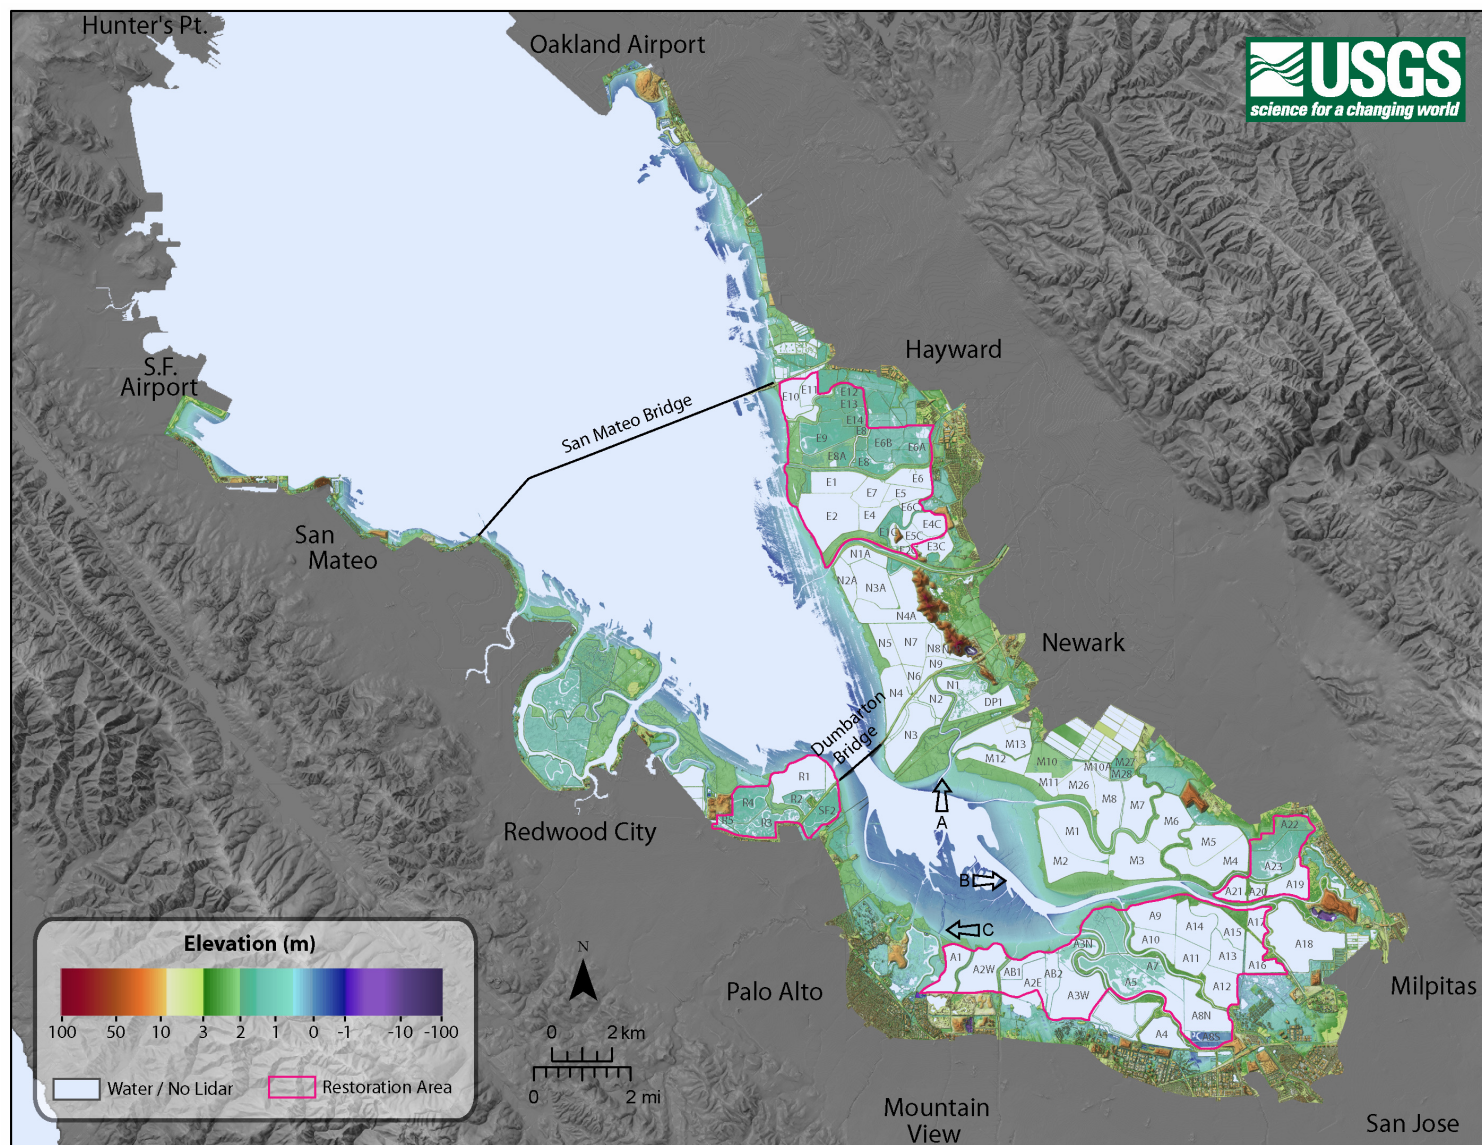 Hunter's Pt.
Oakland Airport
USGS
science for a changing world
S.F.
Airport
Hayward
San Mateo Bridge
San
Mateo
Newark
Dumbarton
Bridge
Redwood City
Palo Alto
Milpitas
Mountain
View
San Jose
E10
E11
E12
E13
E14
E8
E9
E6B
E6A
E8A
E8
E1
E6
E7
E5
E6C
E2
E4
E4C
E1C
E5C
E3C
N1A
N2A
N3A
N4A
N5
N7
N8
N9
N6
N4
N1
N2
DP1
N3
M13
M12
M10
M10A
M27
M28
M11
M26
M8
M7
M6
M1
M5
M2
M3
M4
R1
R2
R4
R3
R5
SF2
A22
A23
A21
A20
A19
A9
A14
A17
A15
A10
A3N
A11
A13
A18
A7
A16
A1
A2W
AB1
AB2
A2E
A3W
A5
A12
A8N
A4
A8S
A
B
C
Elevation (m)
100 50 10 3 2 1 0 -1 -100 -100
Water / No Lidar
Restoration Area
N
0 2 km
0 2 mi